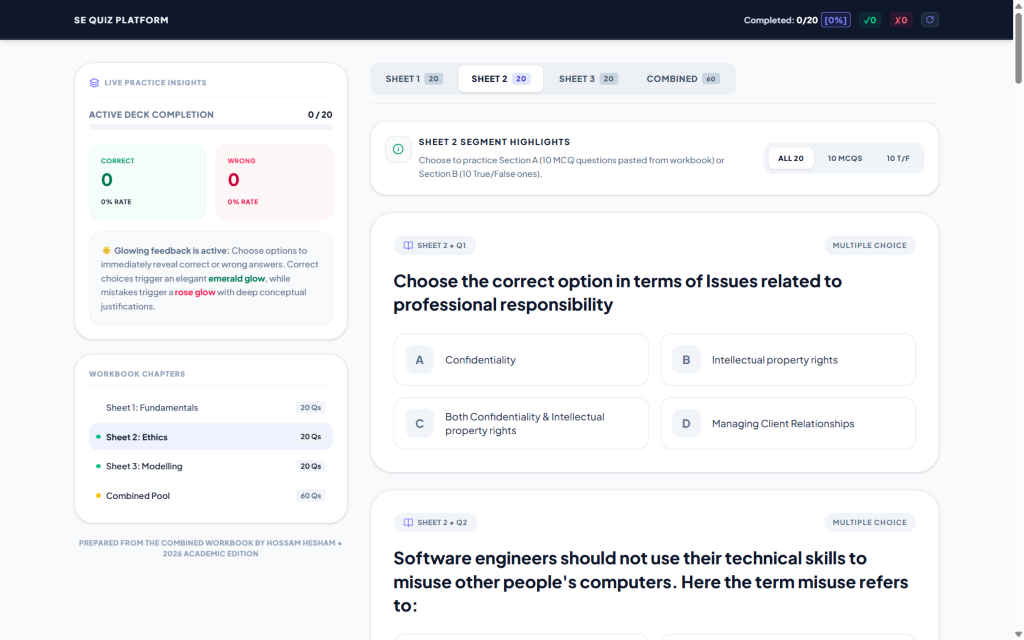 SE QUIZ PLATFORM
Completed: 0/20 [0%] ✓0 ✗0
LIVE PRACTICE INSIGHTS
ACTIVE DECK COMPLETION 0 / 20
CORRECT
0
0% RATE
WRONG
0
0% RATE
☀️ Glowing feedback is active: Choose options to
immediately reveal correct or wrong answers. Correct
choices trigger an elegant emerald glow, while
mistakes trigger a rose glow with deep conceptual
justifications.
WORKBOOK CHAPTERS
Sheet 1: Fundamentals 20 Qs
Sheet 2: Ethics 20 Qs
Sheet 3: Modelling 20 Qs
Combined Pool 60 Qs
PREPARED FROM THE COMBINED WORKBOOK BY HOSSAM HESHAM •
2026 ACADEMIC EDITION
SHEET 1 20 SHEET 2 20 SHEET 3 20 COMBINED 60
SHEET 2 SEGMENT HIGHLIGHTS
Choose to practice Section A (10 MCQ questions pasted from workbook) or
Section B (10 True/False ones).
ALL 20 10 MCQS 10 T/F
SHEET 2 • Q1 MULTIPLE CHOICE
Choose the correct option in terms of Issues related to
professional responsibility
A Confidentiality
B Intellectual property rights
C Both Confidentiality & Intellectual
property rights
D Managing Client Relationships
SHEET 2 • Q2 MULTIPLE CHOICE
Software engineers should not use their technical skills to
misuse other people's computers. Here the term misuse refers
to: